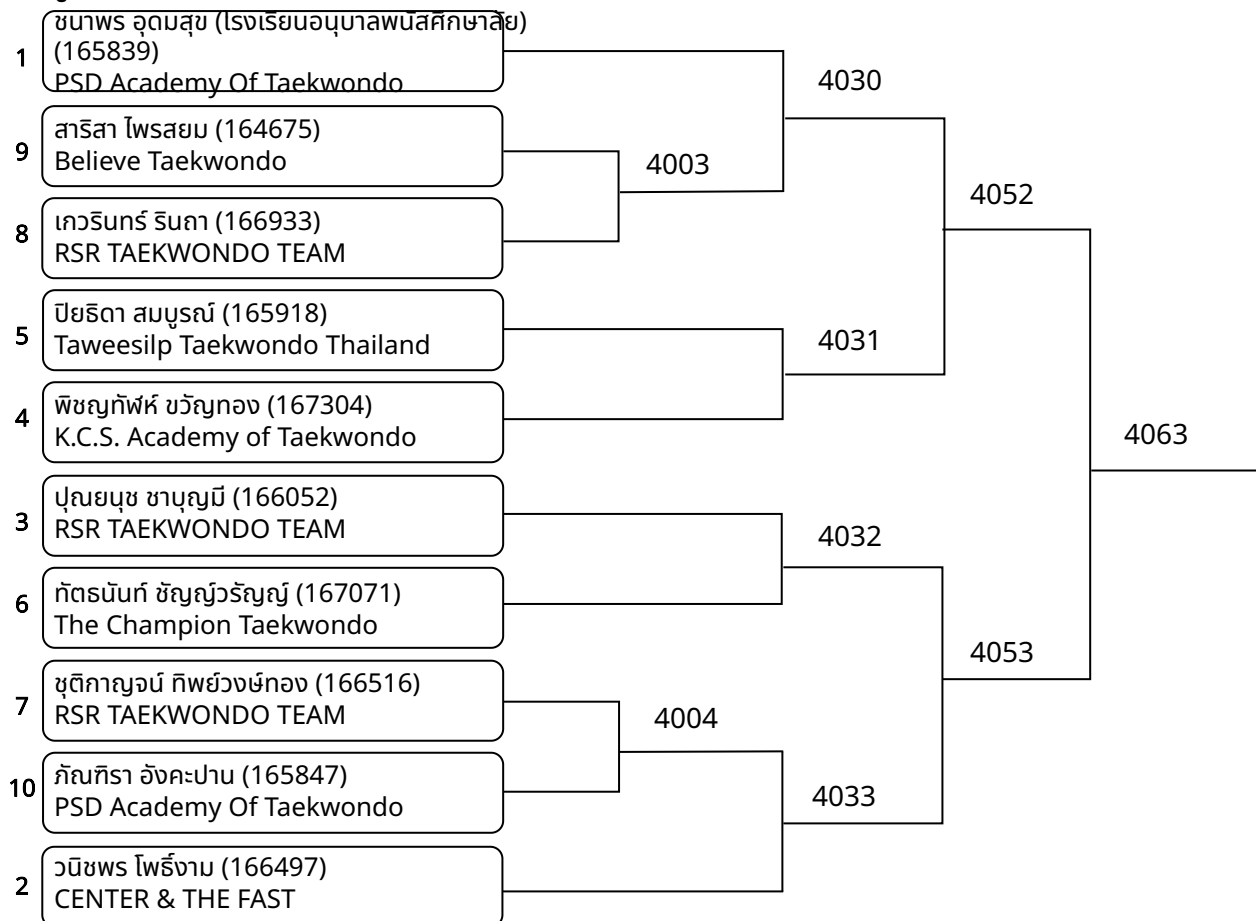 1
ชนาพร อุดมสุข (โรงเรียนอนุบาลพนัสศึกษาลัย)
(165839)
PSD Academy Of Taekwondo
9
สาริสา ไพรสยม (164675)
Believe Taekwondo
8
เกวรินทร์ รินถา (166933)
RSR TAEKWONDO TEAM
5
ปิยธิดา สมบูรณ์ (165918)
Taweesilp Taekwondo Thailand
4
พิชญทัฬห์ ขวัญทอง (167304)
K.C.S. Academy of Taekwondo
3
ปุณยนุช ชาบุญมี (166052)
RSR TAEKWONDO TEAM
6
ทัตธนันท์ ชัญญ์วรัญญ์ (167071)
The Champion Taekwondo
7
ชุติกาญจน์ ทิพย์วงษ์ทอง (166516)
RSR TAEKWONDO TEAM
10
ภัณฑิรา อังคะปาน (165847)
PSD Academy Of Taekwondo
2
วนิชพร โพธิ์งาม (166497)
CENTER & THE FAST
4003
4004
4030
4031
4032
4033
4052
4053
4063